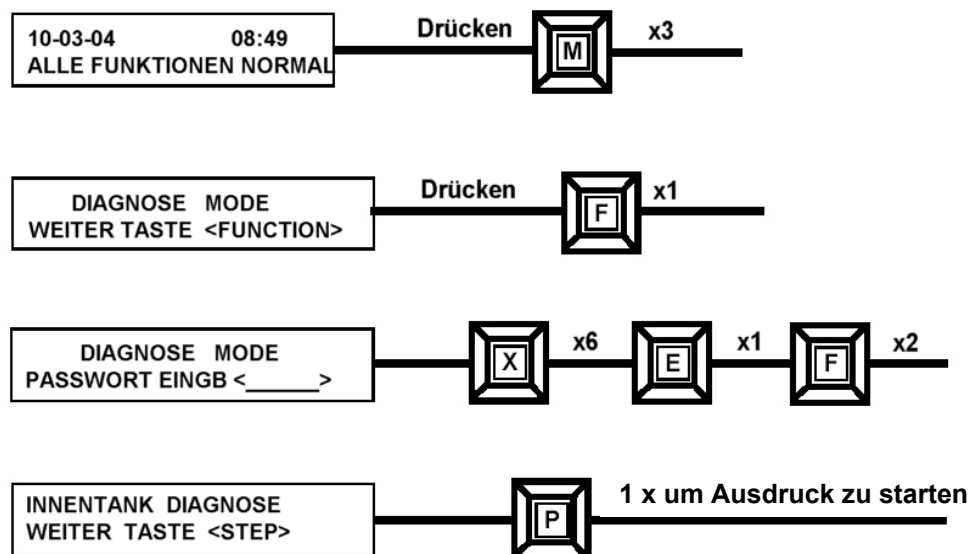 10-03-04 08:49
ALLE FUNKTIONEN NORMAL
Drücken
M
x3
DIAGNOSE MODE
WEITER TASTE <FUNCTION>
Drücken
F
x1
DIAGNOSE MODE
PASSWORT EINGB <______>
X
x6
E
x1
F
x2
INNENTANK DIAGNOSE
WEITER TASTE <STEP>
P
1 x um Ausdruck zu starten